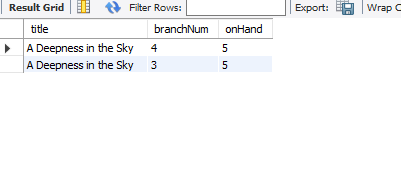 Result Grid Filter Rows: Export: Wrap C
title branchNum onHand
A Deepness in the Sky 4 5
A Deepness in the Sky 3 5